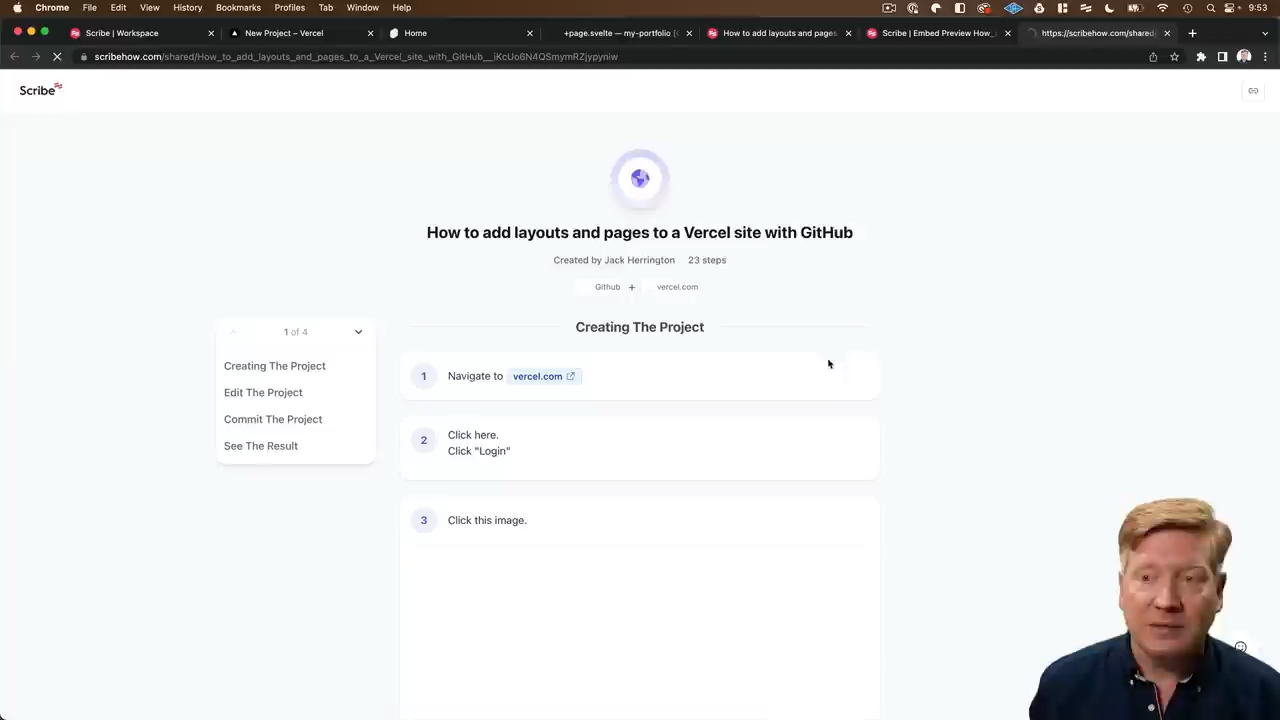 Chrome File Edit View History Bookmarks Profiles Tab Window Help 9:53
Scribe | Workspace
New Project – Vercel
Home
+page.svelte — my-portfolio [
How to add layouts and pages
Scribe | Embed Preview How_
https://scribehow.com/shared
scribehow.com/shared/How_to_add_layouts_and_pages_to_a_Vercel_site_with_GitHub__iKcUo6N4QSmymRZjypyniw
Scribe
How to add layouts and pages to a Vercel site with GitHub
Created by Jack Herrington 23 steps
Github + vercel.com
1 of 4
Creating The Project
Edit The Project
Commit The Project
See The Result
Creating The Project
1 Navigate to vercel.com
2 Click here.
Click "Login"
3 Click this image.